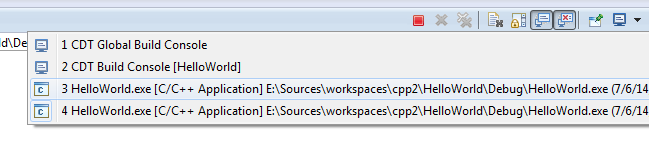 ld\De
1 CDT Global Build Console
2 CDT Build Console [HelloWorld]
3 HelloWorld.exe [C/C++ Application] E:\Sources\workspaces\cpp2\HelloWorld\Debug\HelloWorld.exe (7/6/14
4 HelloWorld.exe [C/C++ Application] E:\Sources\workspaces\cpp2\HelloWorld\Debug\HelloWorld.exe (7/6/14